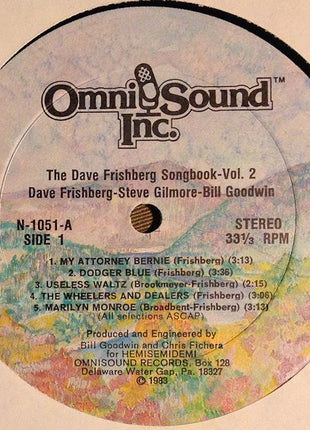 Omni Sound™
Inc.
The Dave Frishberg Songbook-Vol. 2
Dave Frishberg-Steve Gilmore-Bill Goodwin
N-1051-A
SIDE 1
STEREO
33⅓ RPM
1. MY ATTORNEY BERNIE (Frishberg) (3:13)
2. DODGER BLUE (Frishberg) (3:36)
3. USELESS WALTZ (Brookmeyer-Frishberg) (2:15)
4. THE WHEELERS AND DEALERS (Frishberg) (3:06)
5. MARILYN MONROE (Broadbent-Frishberg) (3:13)
(All selections ASCAP)
Produced and Engineered by
Bill Goodwin and Chris Fichera
for HEMISEMIDEMI
OMNISOUND RECORDS, Box 128
Delaware Water Gap, Pa. 18327
© 1983